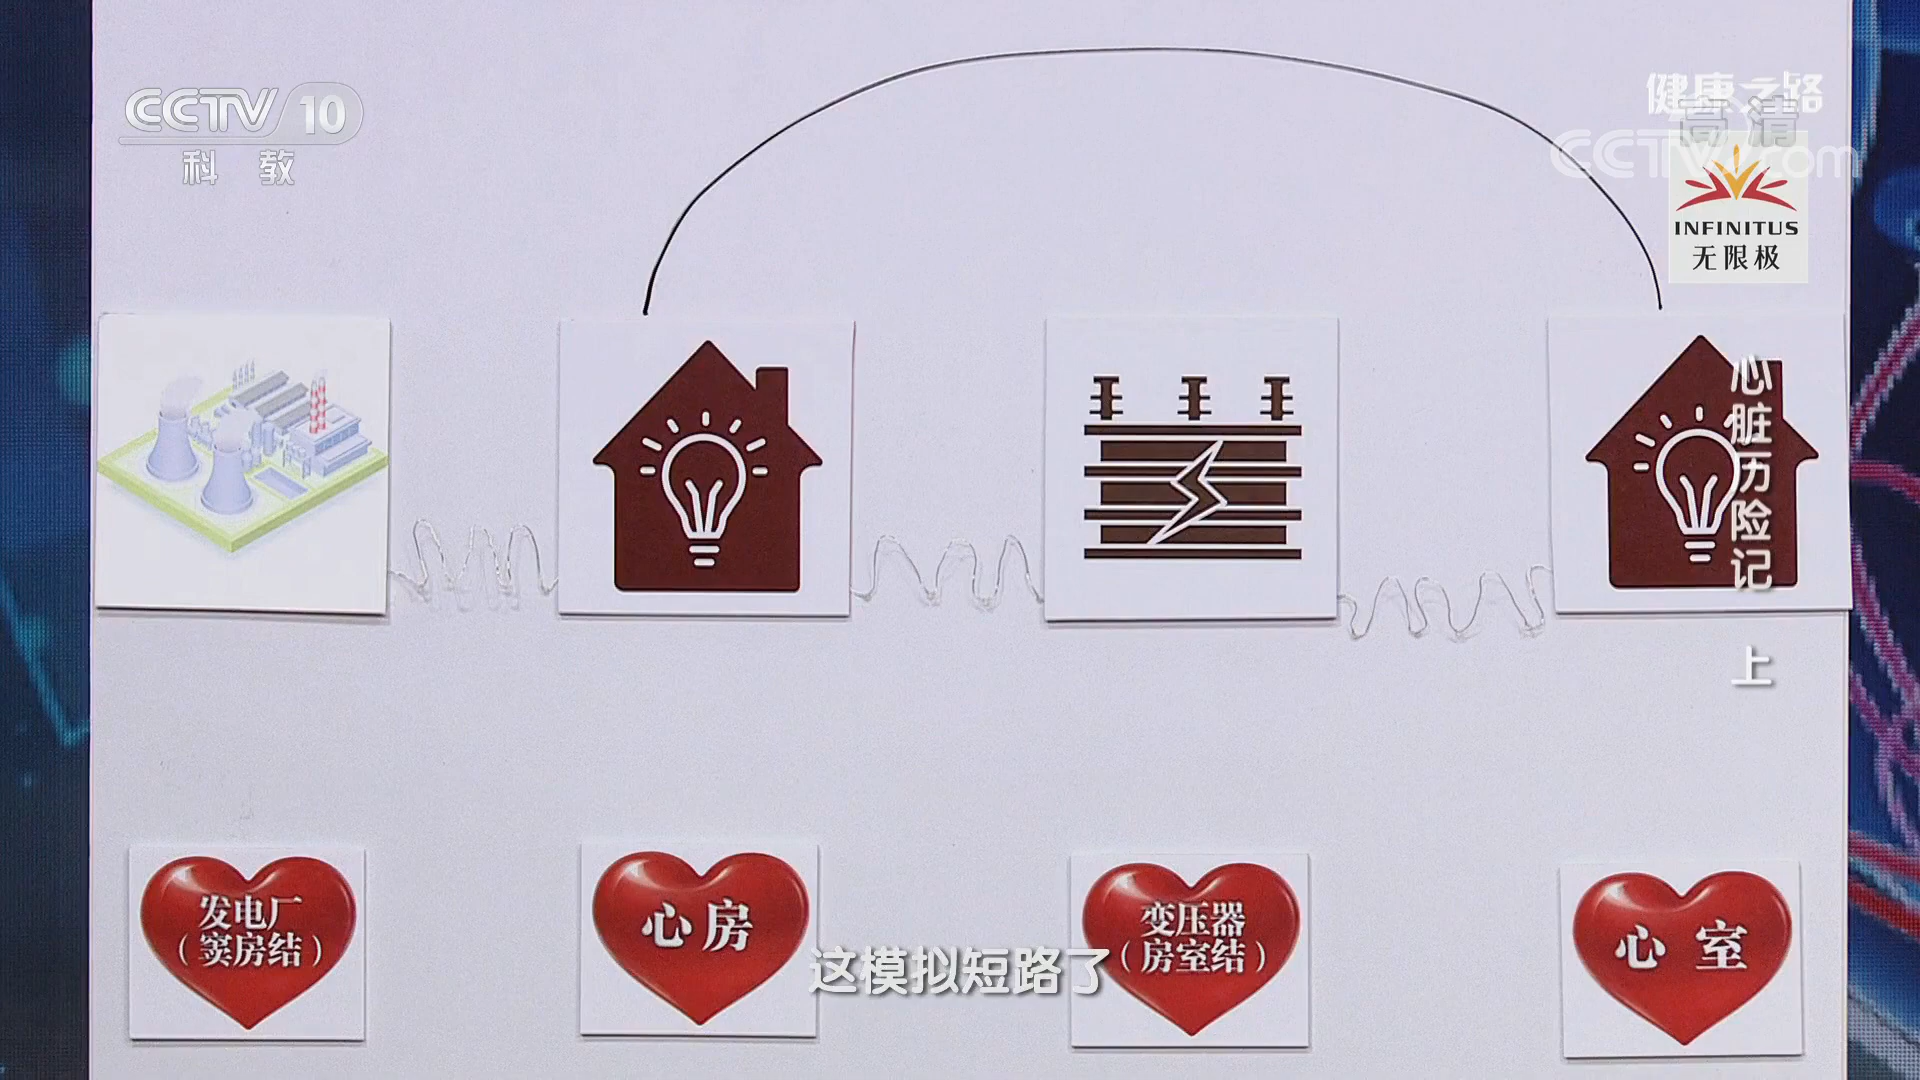 CCTV 10
科 教
健康之路
高 清
CCTV.com
INFINITUS
无限极
心脏历险记 上
发电厂
（窦房结）
心房
变压器
（房室结）
心 室
这模拟短路了